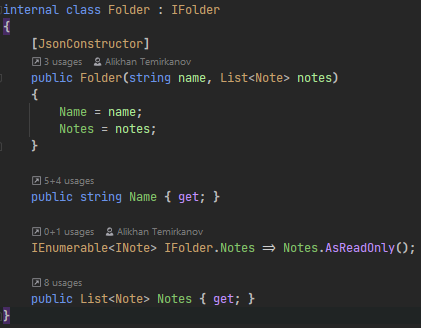 internal class Folder : IFolder
{
[JsonConstructor]
3 usages Alikhan Temirkanov
public Folder(string name, List<Note> notes)
{
Name = name;
Notes = notes;
}
5+4 usages
public string Name { get; }
0+1 usages Alikhan Temirkanov
IEnumerable<INote> IFolder.Notes => Notes.AsReadOnly();
8 usages
public List<Note> Notes { get; }
}